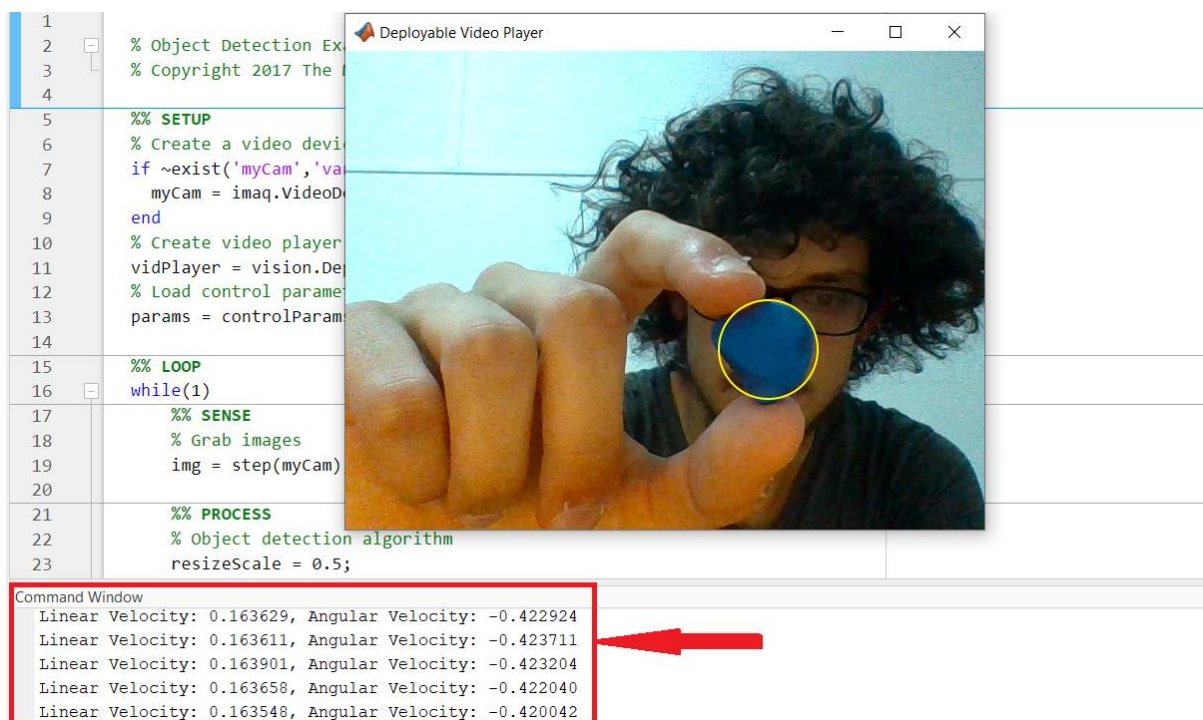 Deployable Video Player
1
2 % Object Detection Exa
3 % Copyright 2017 The
4
5 %% SETUP
6 % Create a video devi
7 if ~exist('myCam','va
8 myCam = imaq.VideoDe
9 end
10 % Create video player
11 vidPlayer = vision.Dep
12 % Load control parame
13 params = controlParams
14
15 %% LOOP
16 while(1)
17 %% SENSE
18 % Grab images
19 img = step(myCam)
20
21 %% PROCESS
22 % Object detection algorithm
23 resizeScale = 0.5;
Command Window
Linear Velocity: 0.163629, Angular Velocity: -0.422924
Linear Velocity: 0.163611, Angular Velocity: -0.423711
Linear Velocity: 0.163901, Angular Velocity: -0.423204
Linear Velocity: 0.163658, Angular Velocity: -0.422040
Linear Velocity: 0.163548, Angular Velocity: -0.420042